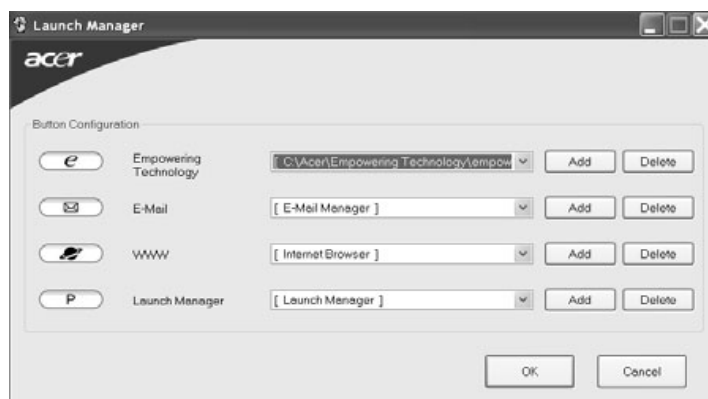 Launch Manager
acer
Button Configuration
e Empowering Technology [ C:\Acer\Empowering Technology\empow Add Delete
E-Mail [ E-Mail Manager ] Add Delete
WWW [ Internet Browser ] Add Delete
P Launch Manager [ Launch Manager ] Add Delete
OK Cancel